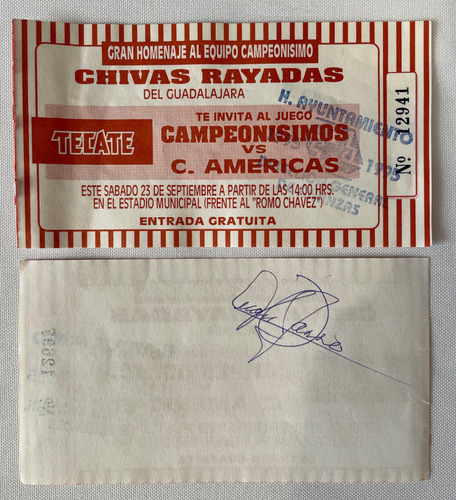 GRAN HOMENAJE AL EQUIPO CAMPEONISIMO
CHIVAS RAYADAS
DEL GUADALAJARA
TE INVITA AL JUEGO
TECATE
CAMPEONISIMOS
VS
C. AMERICAS
ESTE SABADO 23 DE SEPTIEMBRE A PARTIR DE LAS 14:00 HRS.
EN EL ESTADIO MUNICIPAL (FRENTE AL "ROMO CHAVEZ")
ENTRADA GRATUITA
H. AYUNTAMIENTO
1995
GENERAL
Nº 12941